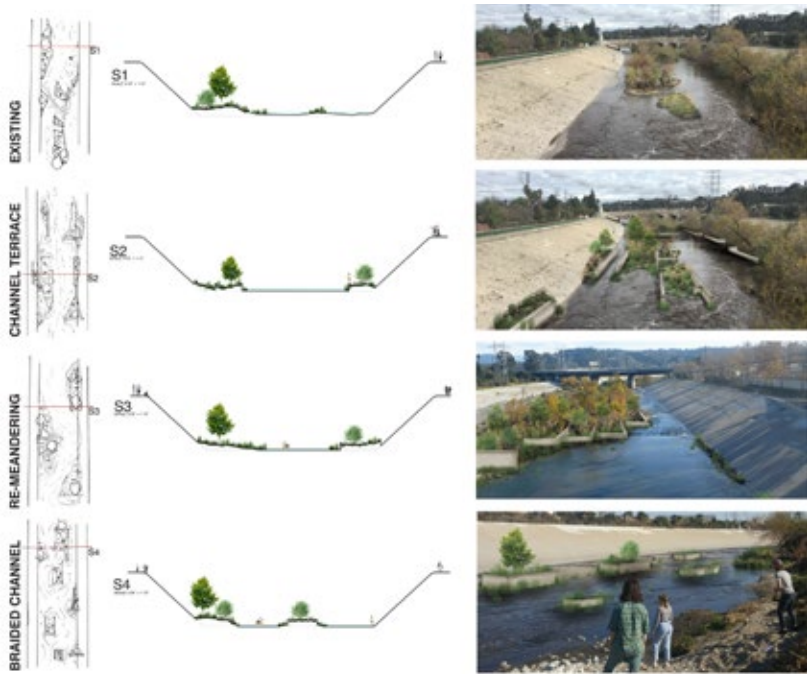 EXISTING
S1
S1
CHANNEL TERRACE
S2
S2
RE-MEANDERING
S3
S3
BRAIDED CHANNEL
S4
S4